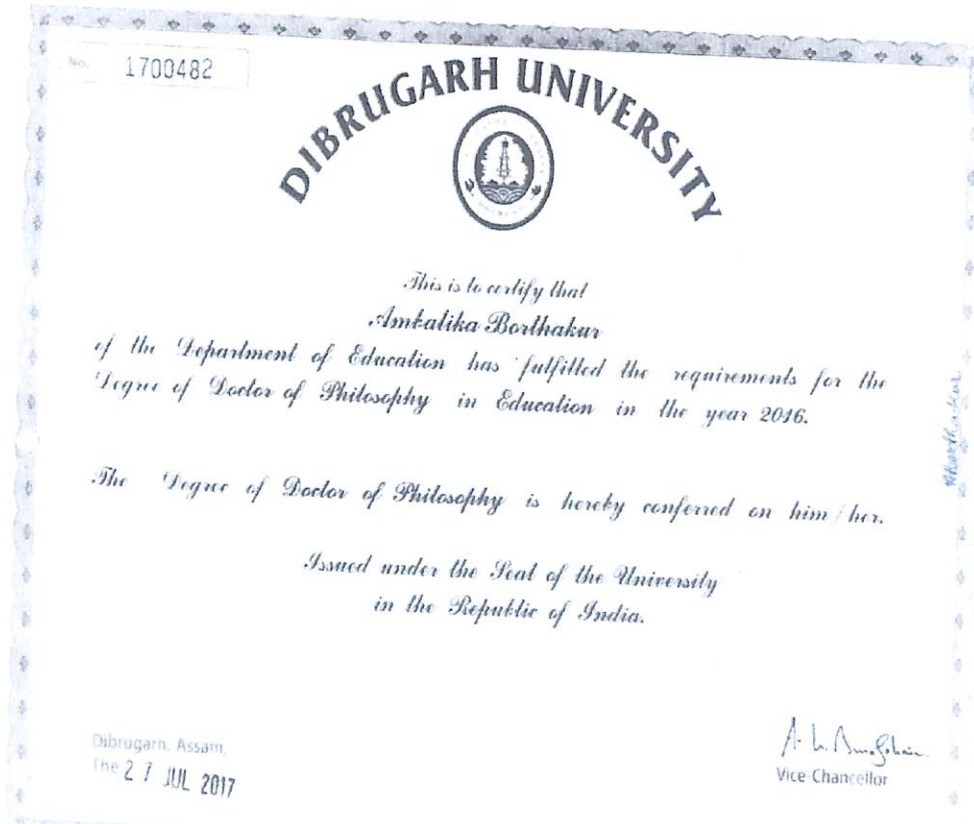 No. 1700482
DIBRUGARH UNIVERSITY
This is to certify that
Amtalika Borthakur
of the Department of Education has fulfilled the requirements for the
Degree of Doctor of Philosophy in Education in the year 2016.
The Degree of Doctor of Philosophy is hereby conferred on him / her.
Issued under the Seal of the University
in the Republic of India.
Dibrugarh, Assam,
The 27 JUL 2017
Vice-Chancellor